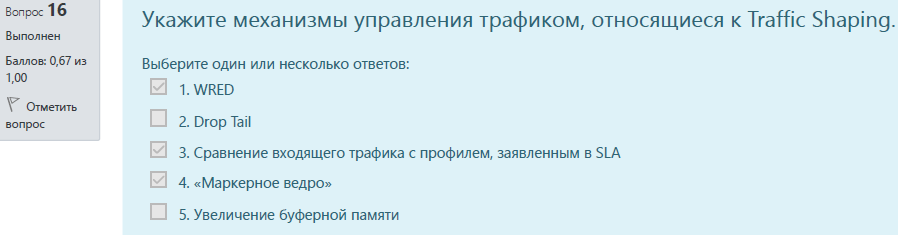 Вопрос 16
Выполнен
Баллов: 0,67 из
1,00
Отметить
вопрос
Укажите механизмы управления трафиком, относящиеся к Traffic Shaping.
Выберите один или несколько ответов:
1. WRED
2. Drop Tail
3. Сравнение входящего трафика с профилем, заявленным в SLA
4. «Маркерное ведро»
5. Увеличение буферной памяти